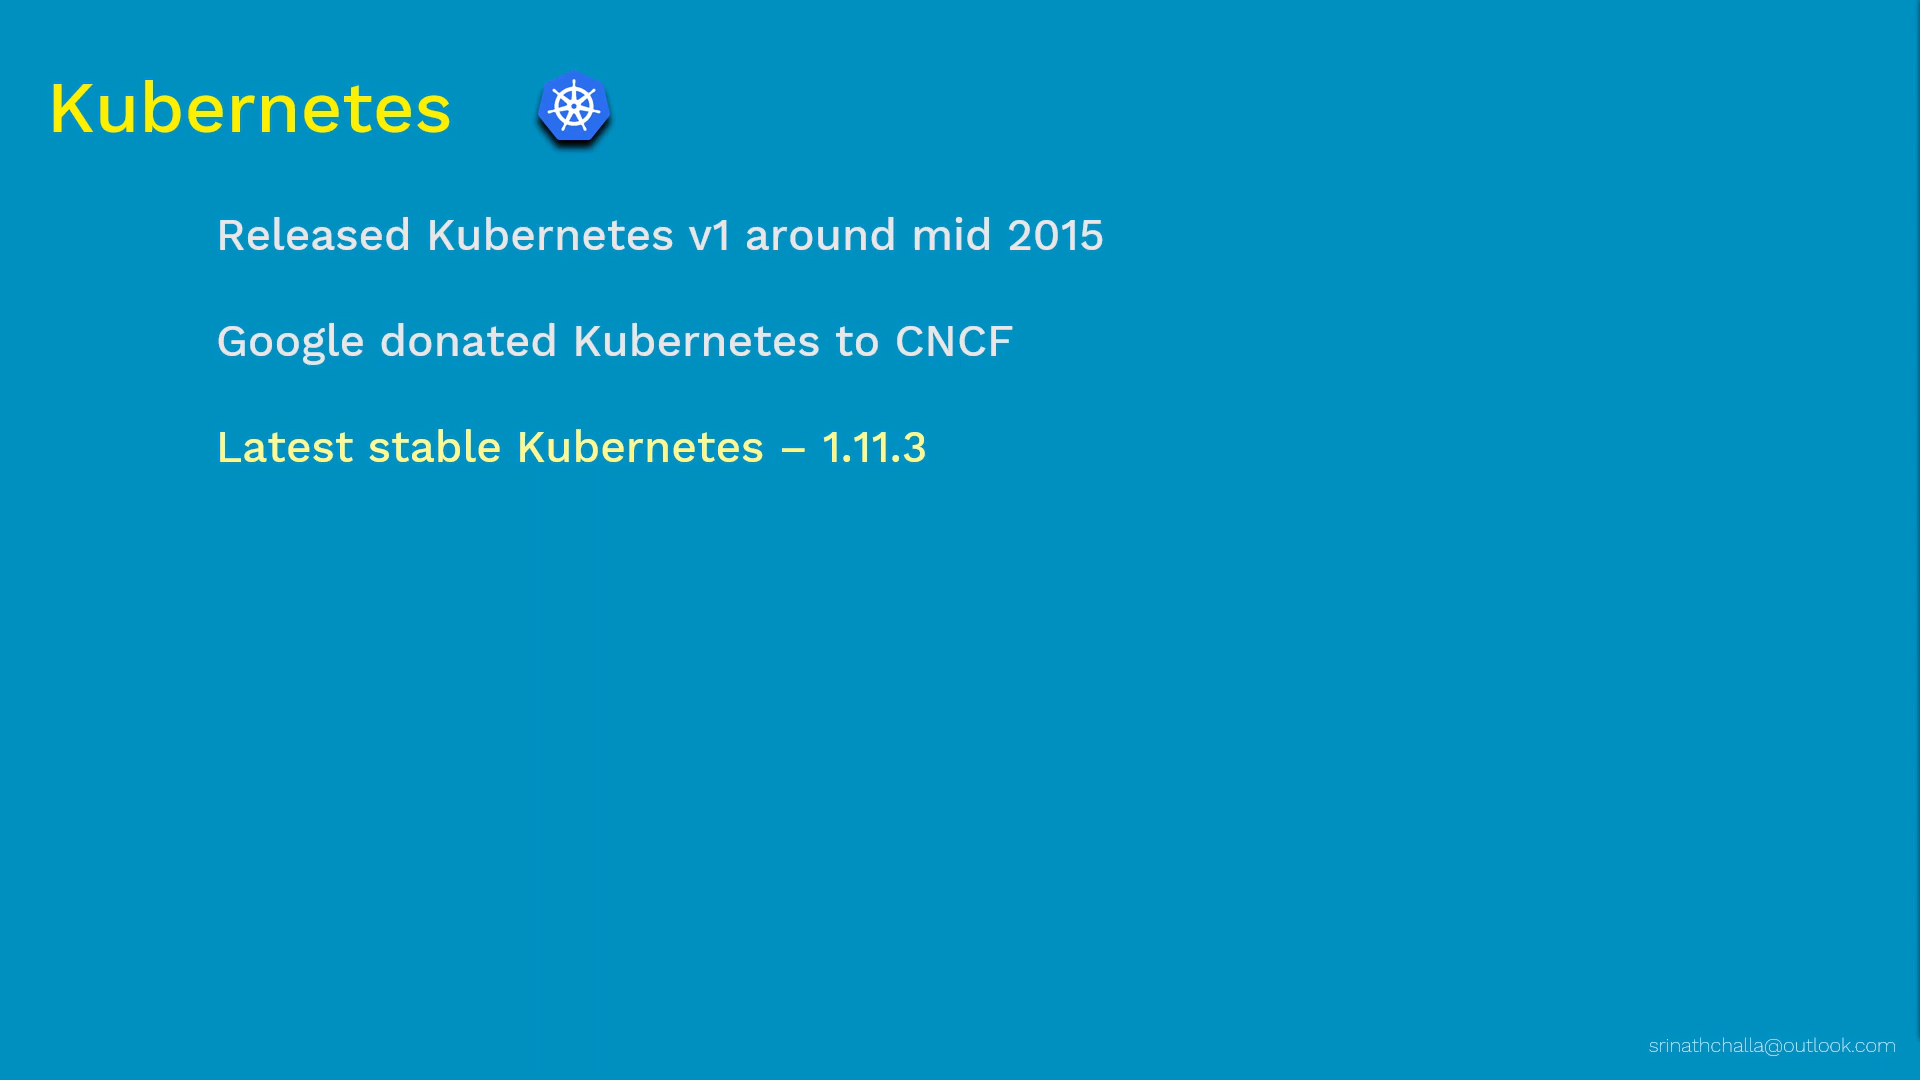 Kubernetes
Released Kubernetes v1 around mid 2015
Google donated Kubernetes to CNCF
Latest stable Kubernetes – 1.11.3
srinathchalla@outlook.com